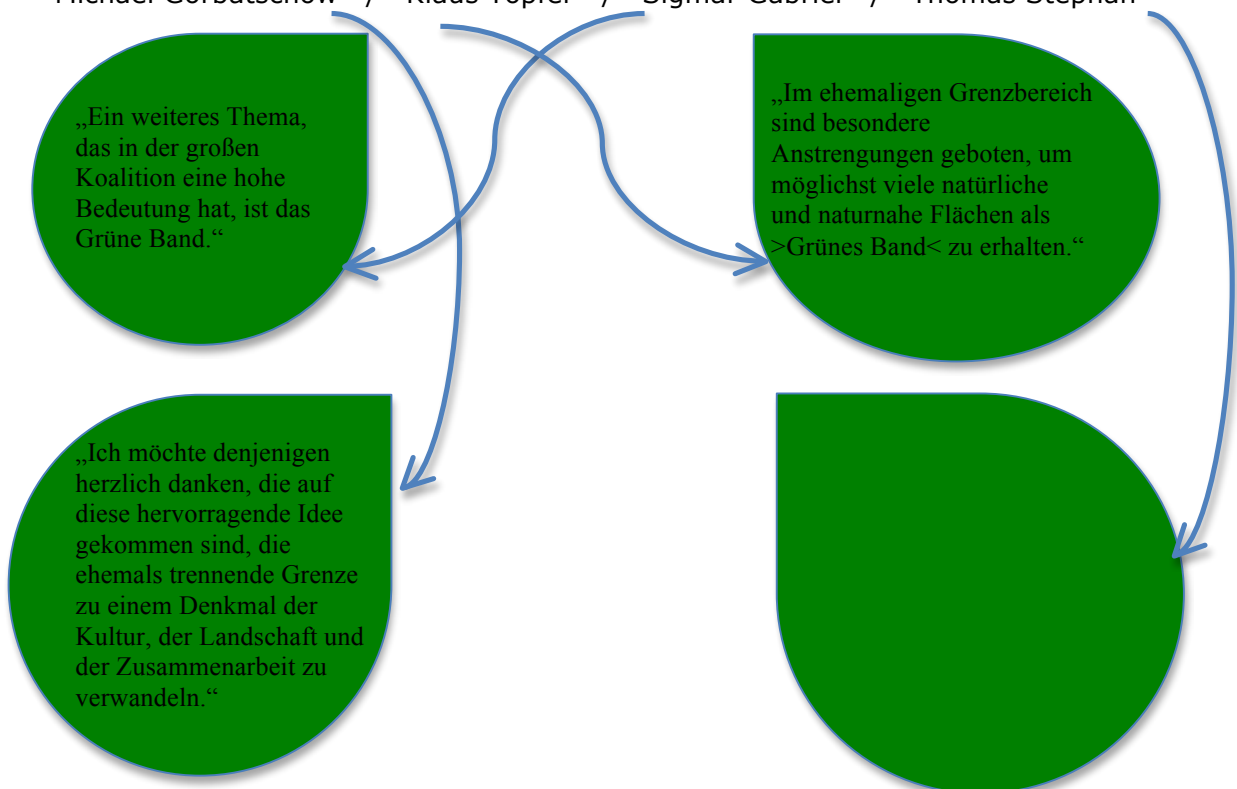 Michael Gorbatschow / Klaus Töpfer / Sigmar Gabriel / Thomas Stephan
„Ein weiteres Thema,
das in der großen
Koalition eine hohe
Bedeutung hat, ist das
Grüne Band.“
„Im ehemaligen Grenzbereich
sind besondere
Anstrengungen geboten, um
möglichst viele natürliche
und naturnahe Flächen als
>Grünes Band< zu erhalten.“
„Ich möchte denjenigen
herzlich danken, die auf
diese hervorragende Idee
gekommen sind, die
ehemals trennende Grenze
zu einem Denkmal der
Kultur, der Landschaft und
der Zusammenarbeit zu
verwandeln.“